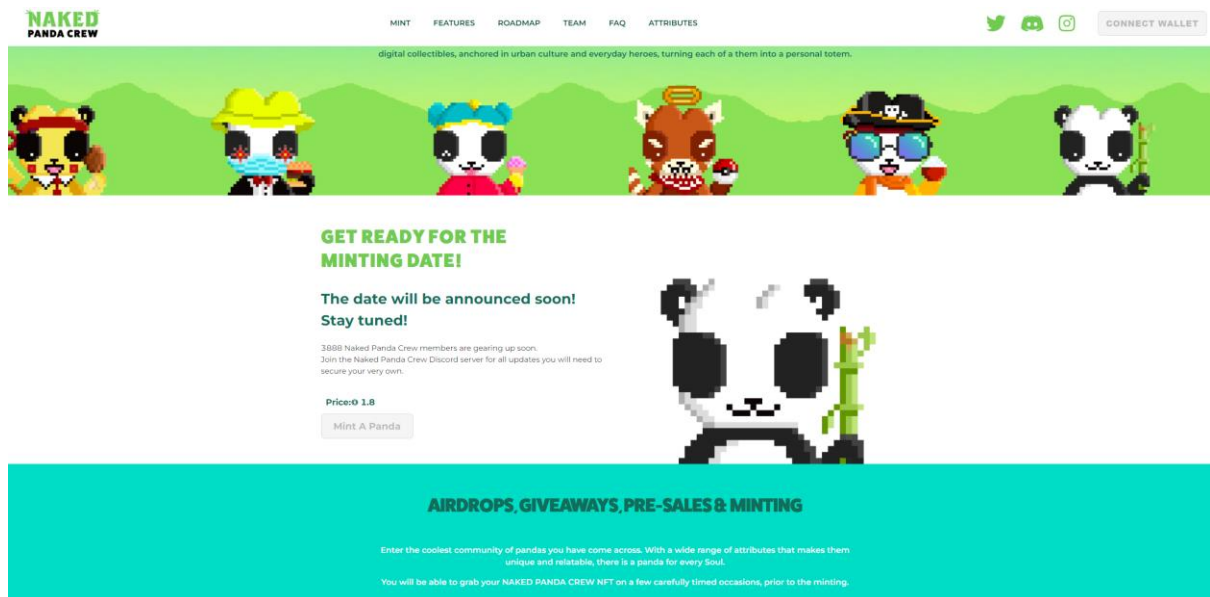 NAKED
PANDA CREW
MINT
FEATURES
ROADMAP
TEAM
FAQ
ATTRIBUTES
CONNECT WALLET
digital collectibles, anchored in urban culture and everyday heroes, turning each of a them into a personal totem.
GET READY FOR THE
MINTING DATE!
The date will be announced soon!
Stay tuned!
3888 Naked Panda Crew members are gearing up soon.
Join the Naked Panda Crew Discord server for all updates you will need to
secure your very own.
Price: 1.8
Mint A Panda
AIRDROPS, GIVEAWAYS, PRE-SALES & MINTING
Enter the coolest community of pandas you have come across. With a wide range of attributes that makes them
unique and relatable, there is a panda for every Soul.
You will be able to grab your NAKED PANDA CREW NFT on a few carefully timed occasions, prior to the minting.